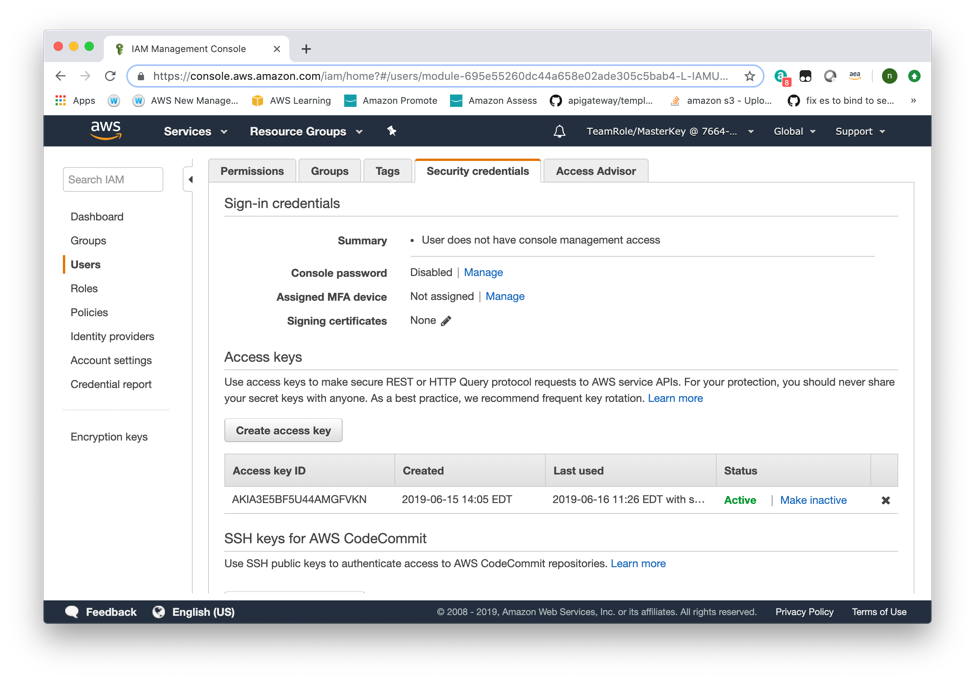 IAM Management Console
https://console.aws.amazon.com/iam/home?#/users/module-695e55260dc44a658e02ade305c5bab4-L-IAMU...
8
n
Apps
AWS New Manage...
AWS Learning
Amazon Promote
Amazon Assess
apigateway/templ...
amazon s3 - Uplo...
fix es to bind to se...
»
aws
Services
Resource Groups
TeamRole/MasterKey @ 7664-...
Global
Support
Search IAM
Dashboard
Groups
Users
Roles
Policies
Identity providers
Account settings
Credential report
Encryption keys
Permissions
Groups
Tags
Security credentials
Access Advisor
Sign-in credentials
Summary
• User does not have console management access
Console password
Disabled | Manage
Assigned MFA device
Not assigned | Manage
Signing certificates
None
Access keys
Use access keys to make secure REST or HTTP Query protocol requests to AWS service APIs. For your protection, you should never share
your secret keys with anyone. As a best practice, we recommend frequent key rotation. Learn more
Create access key
Access key ID Created Last used Status
AKIA3E5BF5U44AMGFVKN 2019-06-15 14:05 EDT 2019-06-16 11:26 EDT with s... Active | Make inactive
SSH keys for AWS CodeCommit
Use SSH public keys to authenticate access to AWS CodeCommit repositories. Learn more
Feedback
English (US)
© 2008 - 2019, Amazon Web Services, Inc. or its affiliates. All rights reserved.
Privacy Policy
Terms of Use